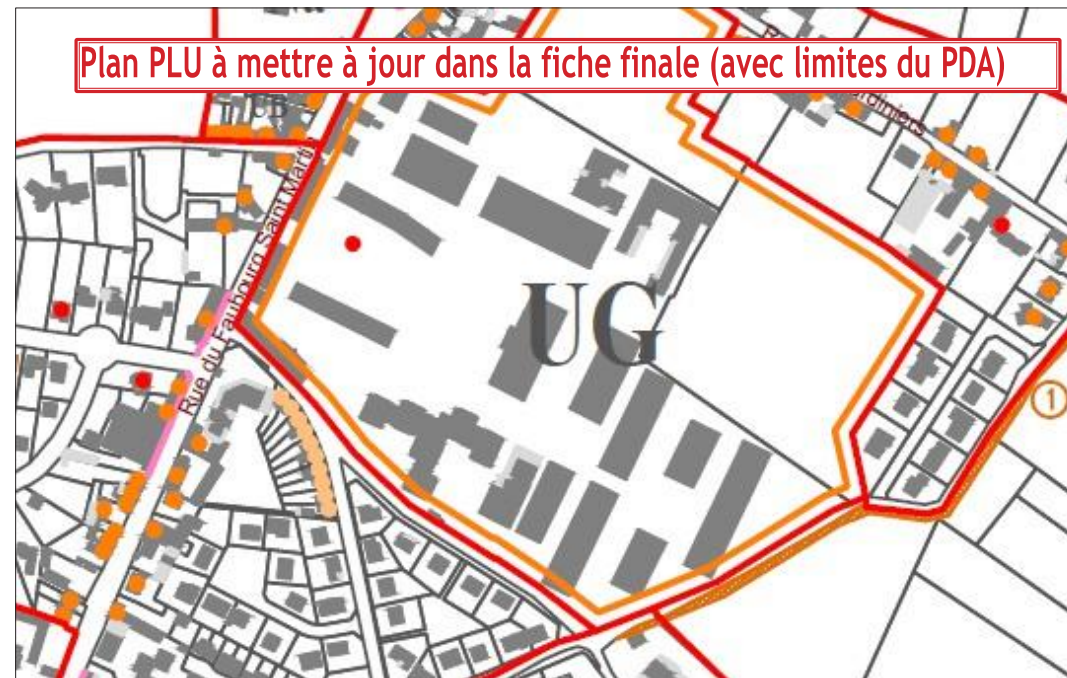 Plan PLU à mettre à jour dans la fiche finale (avec limites du PDA)
UB
Rue du Faubourg Saint Martin
UG
1